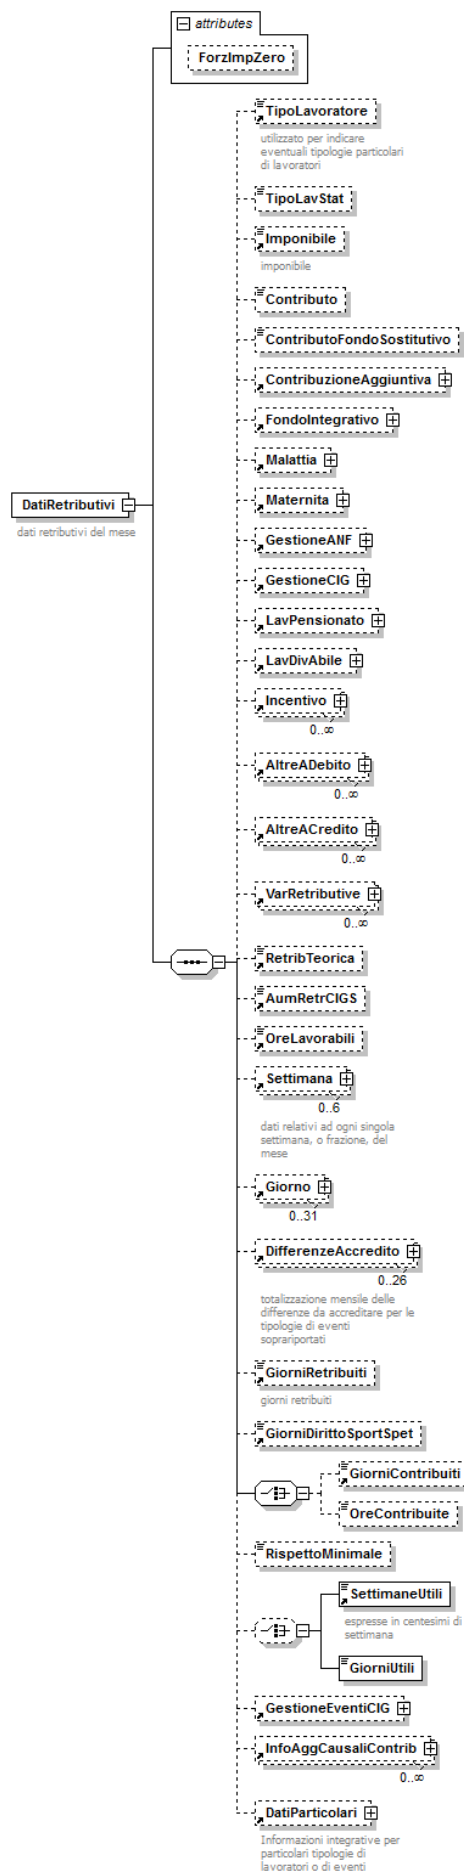 attributes
ForzImpZero
TipoLavoratore
utilizzato per indicare
eventuali tipologie particolari
di lavoratori
TipoLavStat
Imponibile
imponibile
Contributo
ContributoFondoSostitutivo
ContribuzioneAggiuntiva
FondoIntegrativo
Malattia
Maternita
DatiRetributivi
dati retributivi del mese
GestioneANF
GestioneCIG
LavPensionato
LavDivAbile
Incentivo
0..∞
AltreADebito
0..∞
AltreACredito
0..∞
VarRetributive
0..∞
RetribTeorica
AumRetrCIGS
OreLavorabili
Settimana
0..6
dati relativi ad ogni singola
settimana, o frazione, del
mese
Giorno
0..31
DifferenzeAccredito
0..26
totalizzazione mensile delle
differenze da accreditare per le
tipologie di eventi
soprariportati
GiorniRetribuiti
giorni retribuiti
GiorniDirittoSportSpet
GiorniContribuiti
OreContribuite
RispettoMinimale
SettimaneUtili
espresse in centesimi di
settimana
GiorniUtili
GestioneEventiCIG
InfoAggCausaliContrib
0..∞
DatiParticolari
Informazioni integrative per
particolari tipologie di
lavoratori o di eventi